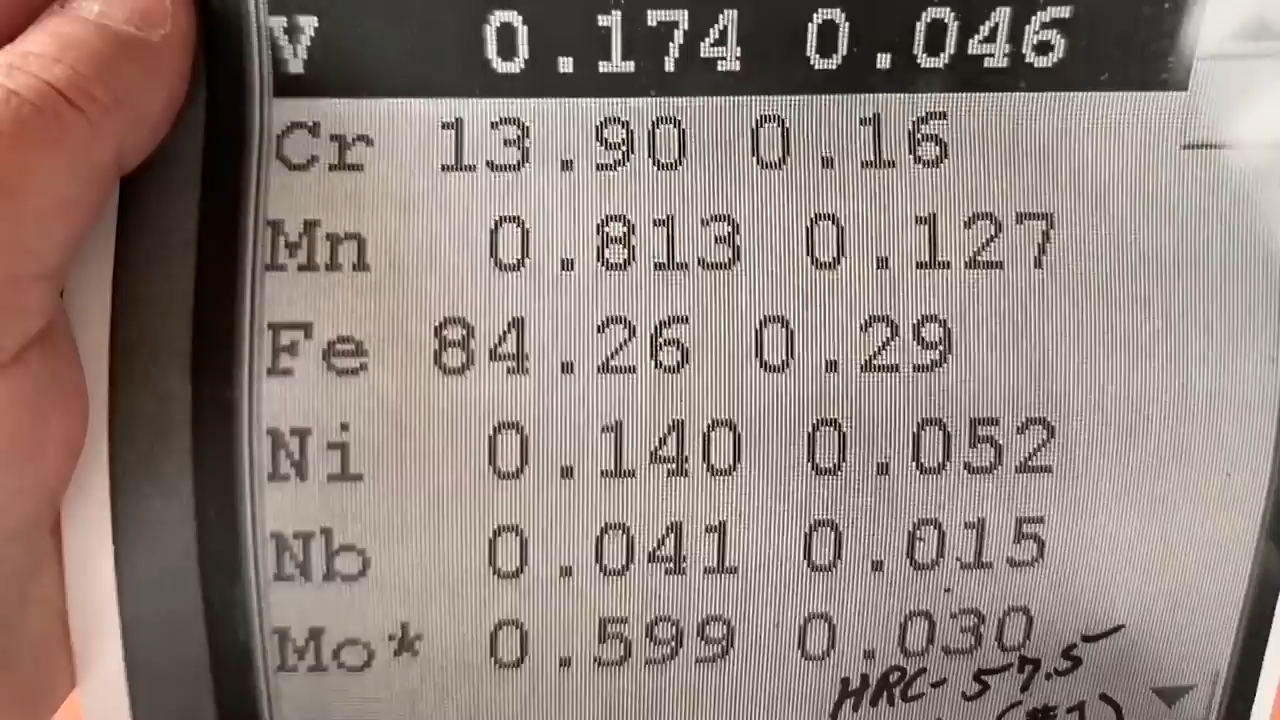 V 0.174 0.046
Cr 13.90 0.16
Mn 0.813 0.127
Fe 84.26 0.29
Ni 0.140 0.052
Nb 0.041 0.015
Mo* 0.599 0.030
HRC- 57.5
(#1)